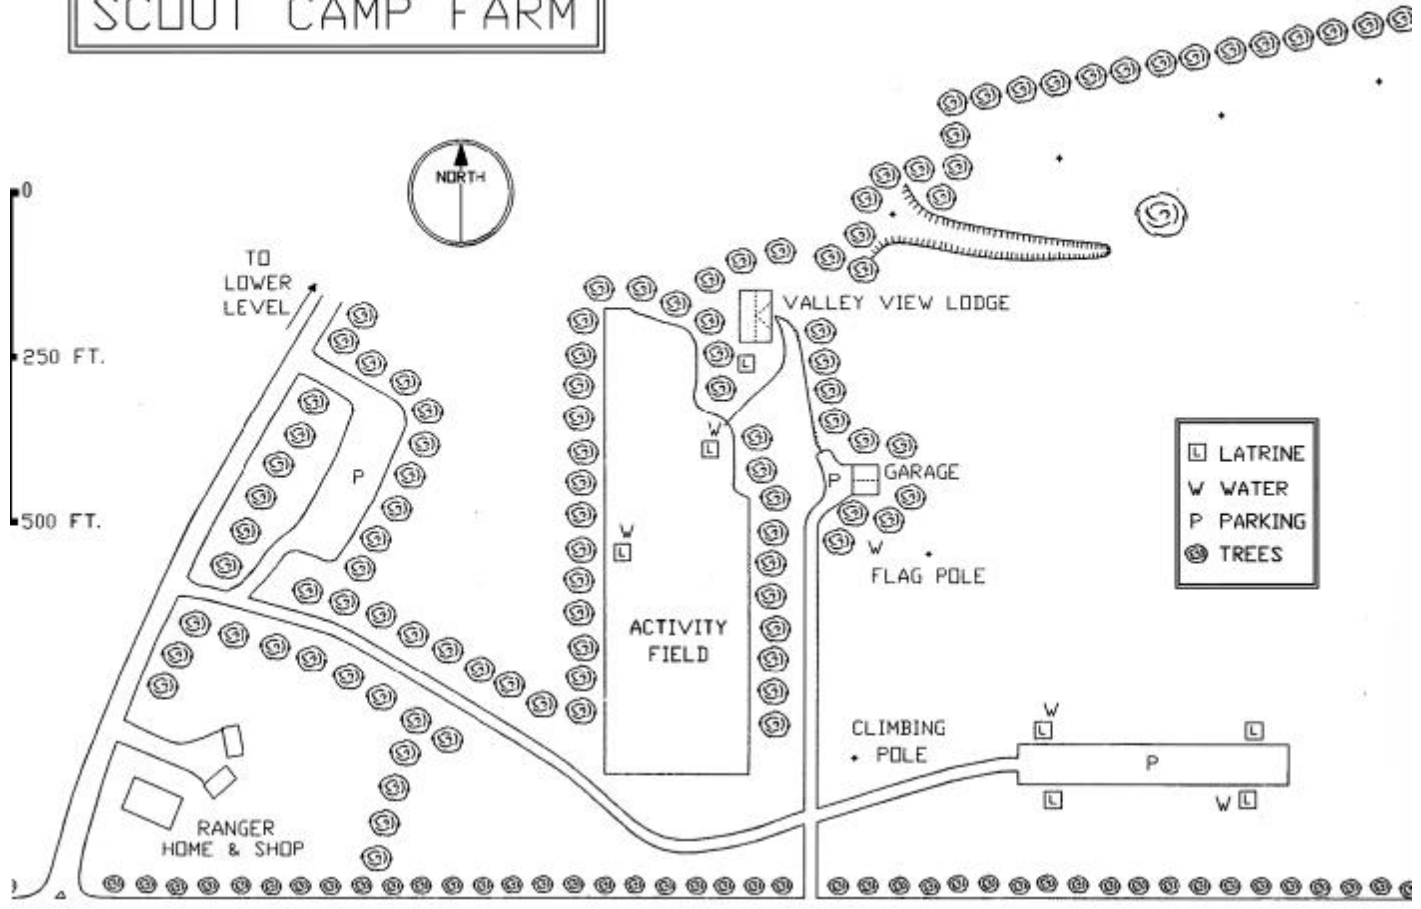 SCOUT CAMP FARM
NORTH
0
250 FT.
500 FT.
TO
LOWER
LEVEL
VALLEY VIEW LODGE
L
W
L
P
P
GARAGE
W
L
W
FLAG POLE
L LATRINE
W WATER
P PARKING
TREES
ACTIVITY
FIELD
CLIMBING
POLE
W
L
L
P
L
W L
RANGER
HOME & SHOP